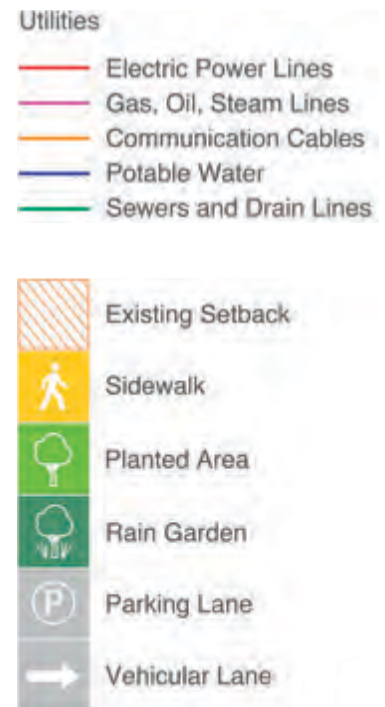 Utilities
Electric Power Lines
Gas, Oil, Steam Lines
Communication Cables
Potable Water
Sewers and Drain Lines
Existing Setback
Sidewalk
Planted Area
Rain Garden
P
Parking Lane
Vehicular Lane